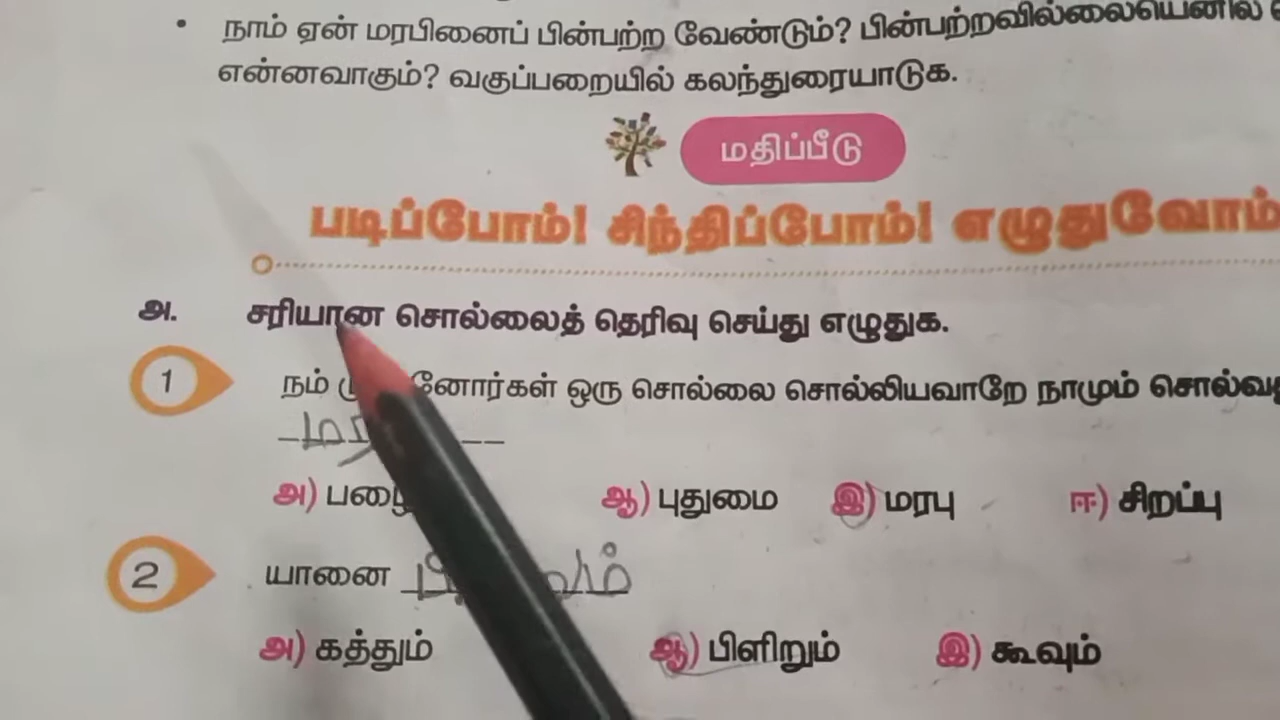 • நாம் ஏன் மரபினைப் பின்பற்ற வேண்டும்? பின்பற்றவில்லையெனில்
என்னவாகும்? வகுப்பறையில் கலந்துரையாடுக.
மதிப்பீடு
படிப்போம்! சிந்திப்போம்! எழுதுவோம்
அ. சரியான சொல்லைத் தெரிவு செய்து எழுதுக.
1 நம் ஒரு சொல்லை சொல்லியவாறே நாமும்
அ) ஆ) புதுமை இ) மரபு ஈ) சிறப்பு
2 யானை
அ) கத்தும் ஆ) பிளிறும் இ) கூவும்